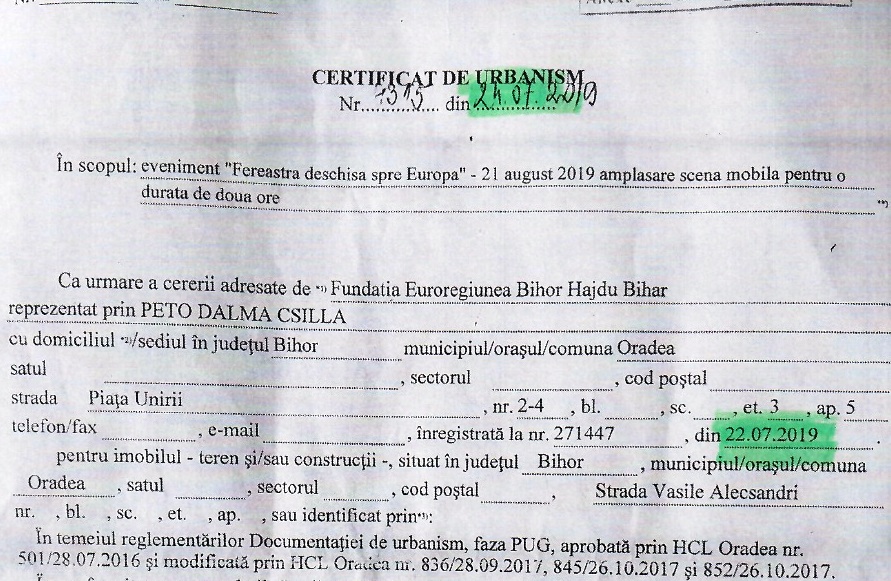 CERTIFICAT DE URBANISM
Nr. 1315 din 24.07.2019
În scopul: eveniment "Fereastra deschisa spre Europa" - 21 august 2019 amplasare scena mobila pentru o
durata de doua ore
Ca urmare a cererii adresate de *1) Fundatia Euroregiunea Bihor Hajdu Bihar
reprezentat prin PETO DALMA CSILLA
cu domiciliul *2)/sediul în județul Bihor municipiul/orașul/comuna Oradea
satul , sectorul , cod poștal
strada Piața Unirii , nr. 2-4 , bl. , sc. , et. 3 , ap. 5
telefon/fax , e-mail , înregistrată la nr. 271447 , din 22.07.2019 .
pentru imobilul - teren și/sau construcții -, situat în județul Bihor , municipiul/orașul/comuna
Oradea , satul , sectorul , cod poștal , Strada Vasile Alecsandri
nr. , bl. , sc. , et. , ap. , sau identificat prin*3):
În temeiul reglementărilor Documentației de urbanism, faza PUG, aprobată prin HCL Oradea nr.
501/28.07.2016 și modificată prin HCL Oradea nr. 836/28.09.2017, 845/26.10.2017 și 852/26.10.2017.